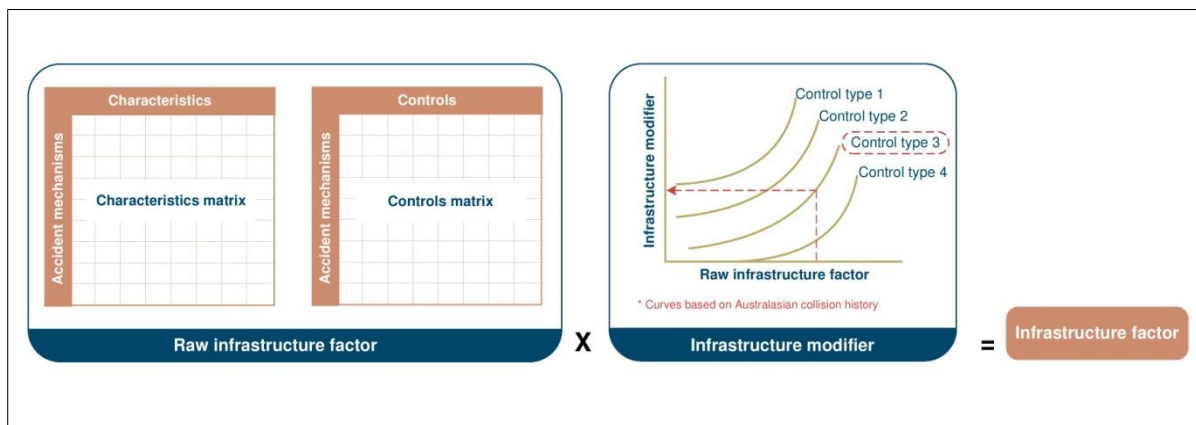 Characteristics
Accident mechanisms
Characteristics matrix
Controls
Accident mechanisms
Controls matrix
Raw infrastructure factor
X
Infrastructure modifier
Control type 1
Control type 2
Control type 3
Control type 4
Raw infrastructure factor
* Curves based on Australasian collision history
Infrastructure modifier
=
Infrastructure factor